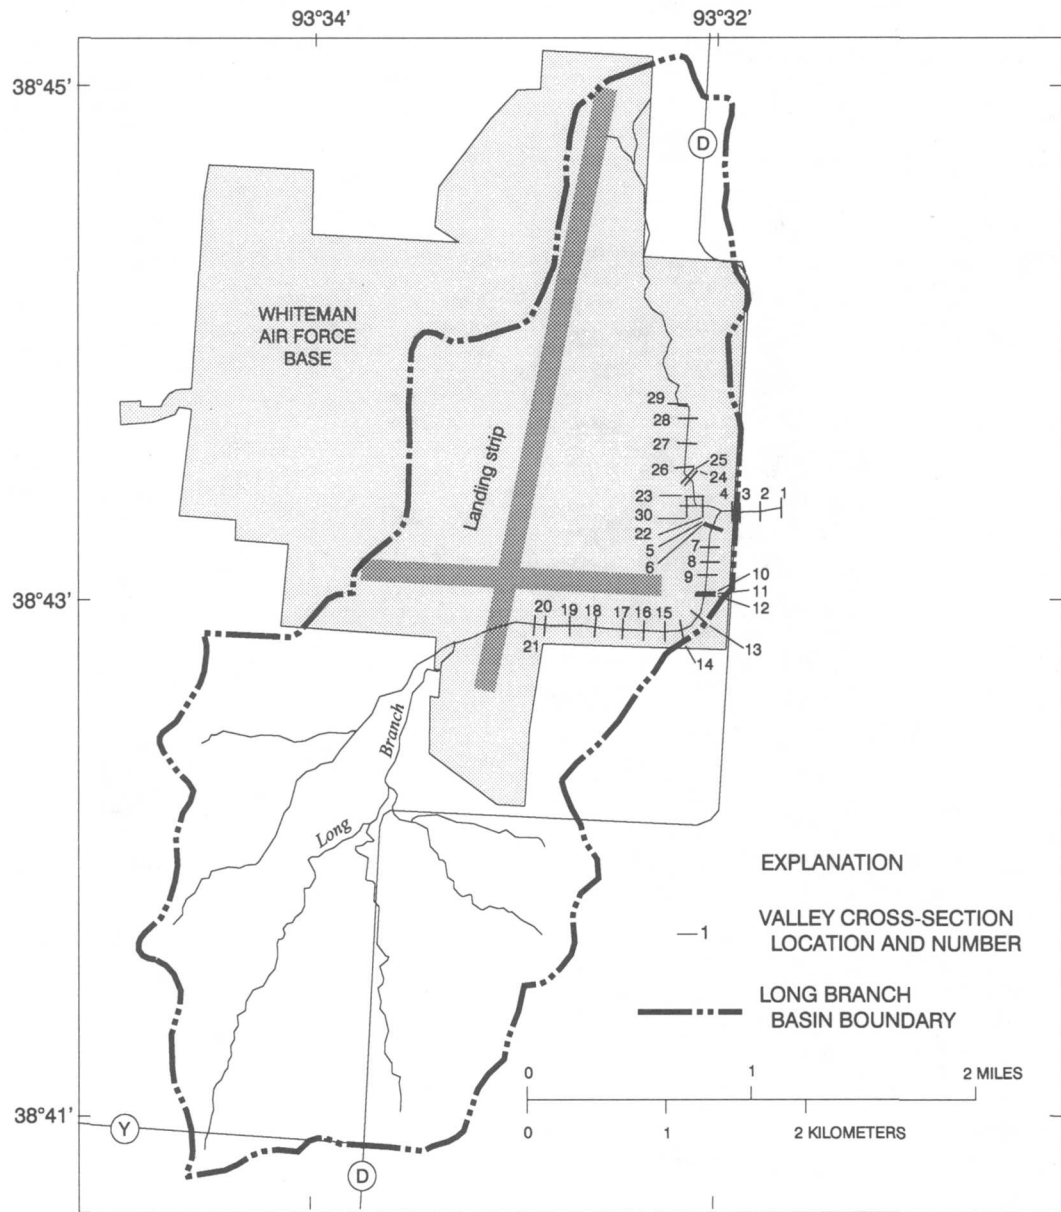 93°34'
93°32'
38°45'
D
WHITEMAN
AIR FORCE
BASE
Landing strip
29
28
27
26
25
24
23
30
22
5
6
4
3
2
1
7
8
9
10
11
12
38°43'
20
19
18
17
16
15
21
13
14
Branch
Long
EXPLANATION
1
VALLEY CROSS-SECTION
LOCATION AND NUMBER
LONG BRANCH
BASIN BOUNDARY
0
1
2 MILES
0
1
2 KILOMETERS
38°41'
Y
D